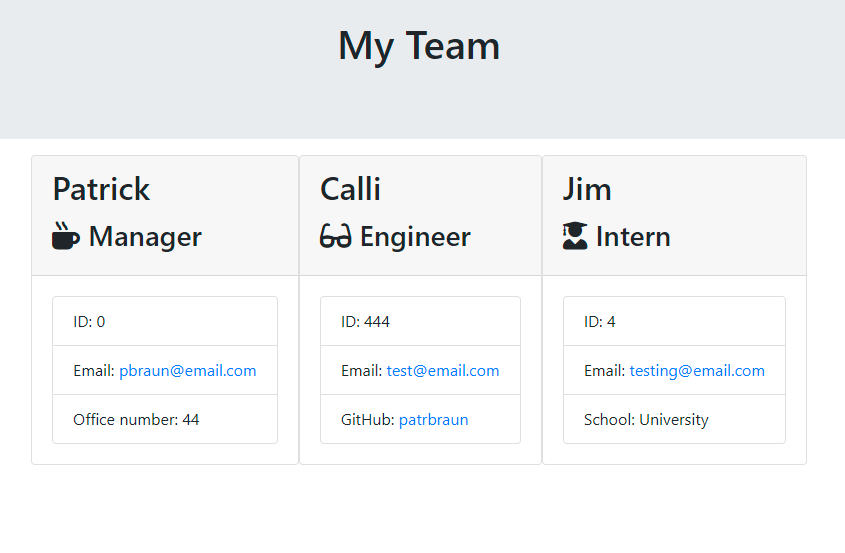 My Team
Patrick
Manager
ID: 0
Email: pbraun@email.com
Office number: 44
Calli
Engineer
ID: 444
Email: test@email.com
GitHub: patrbraun
Jim
Intern
ID: 4
Email: testing@email.com
School: University